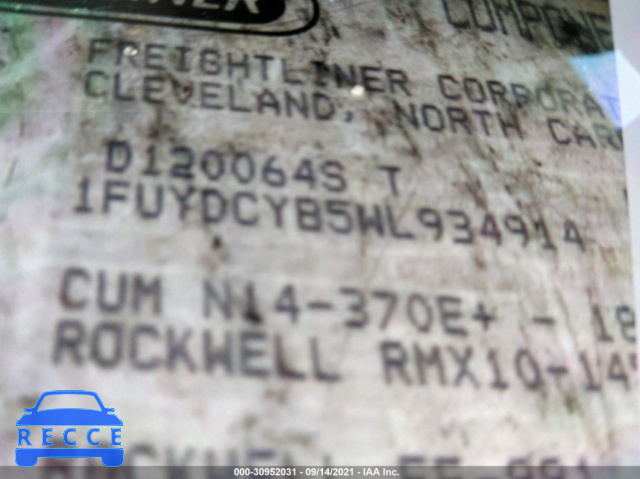 COMPONE
FREIGHTLINER CORPORAT
CLEVELAND, NORTH CAR
D120064S T
1FUYDCYB5WL934914
CUM N14-370E+ - 18
ROCKWELL RMX10-14
RECCE
000-30952031 - 09/14/2021 - IAA Inc.